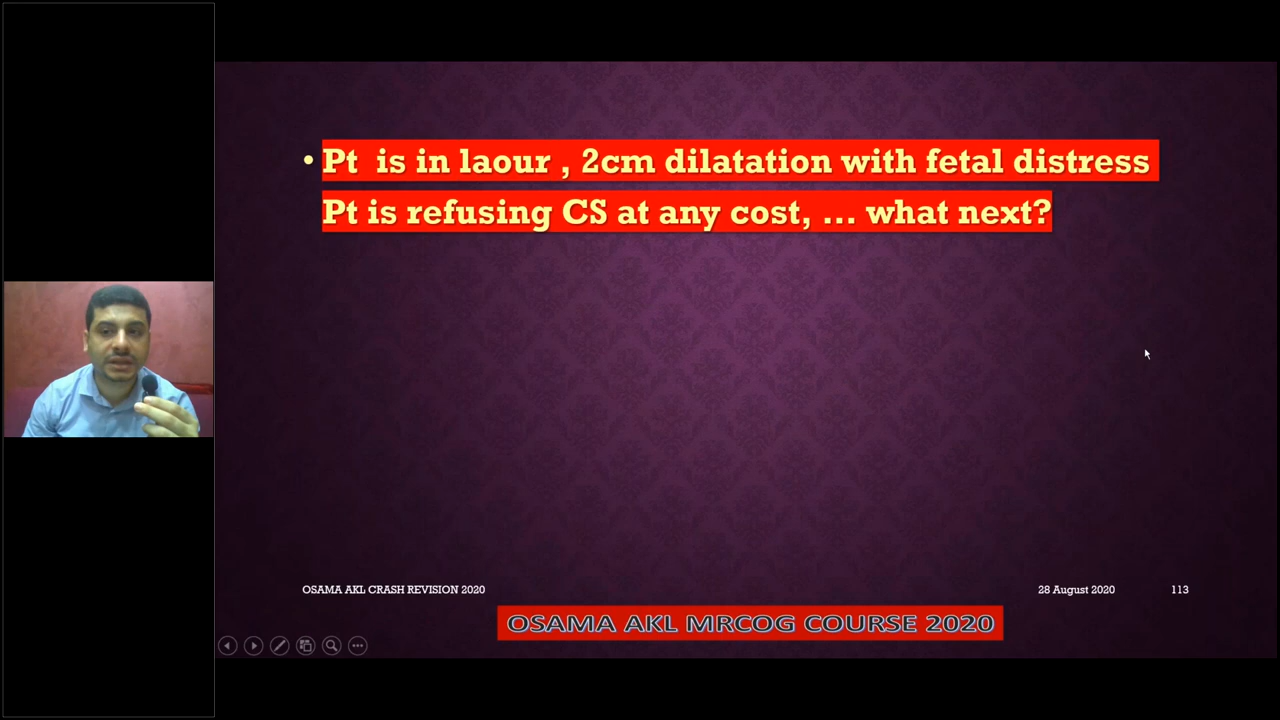 • Pt is in laour , 2cm dilatation with fetal distress
Pt is refusing CS at any cost, ... what next?
OSAMA AKL CRASH REVISION 2020
28 August 2020
113
OSAMA AKL MRCOG COURSE 2020